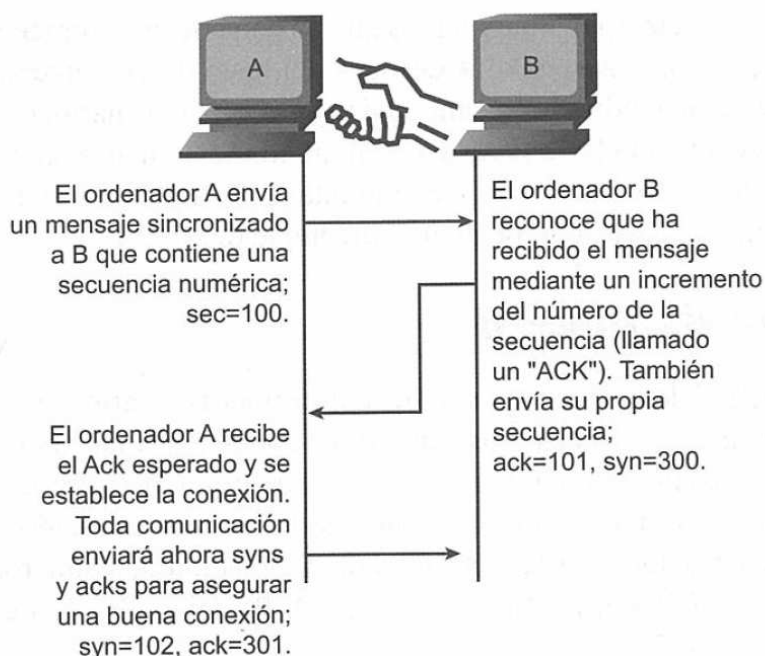 A
B
El ordenador A envía
un mensaje sincronizado
a B que contiene una
secuencia numérica;
sec=100.
El ordenador B
reconoce que ha
recibido el mensaje
mediante un incremento
del número de la
secuencia (llamado
un "ACK"). También
envía su propia
secuencia;
ack=101, syn=300.
El ordenador A recibe
el Ack esperado y se
establece la conexión.
Toda comunicación
enviará ahora syns
y acks para asegurar
una buena conexión;
syn=102, ack=301.